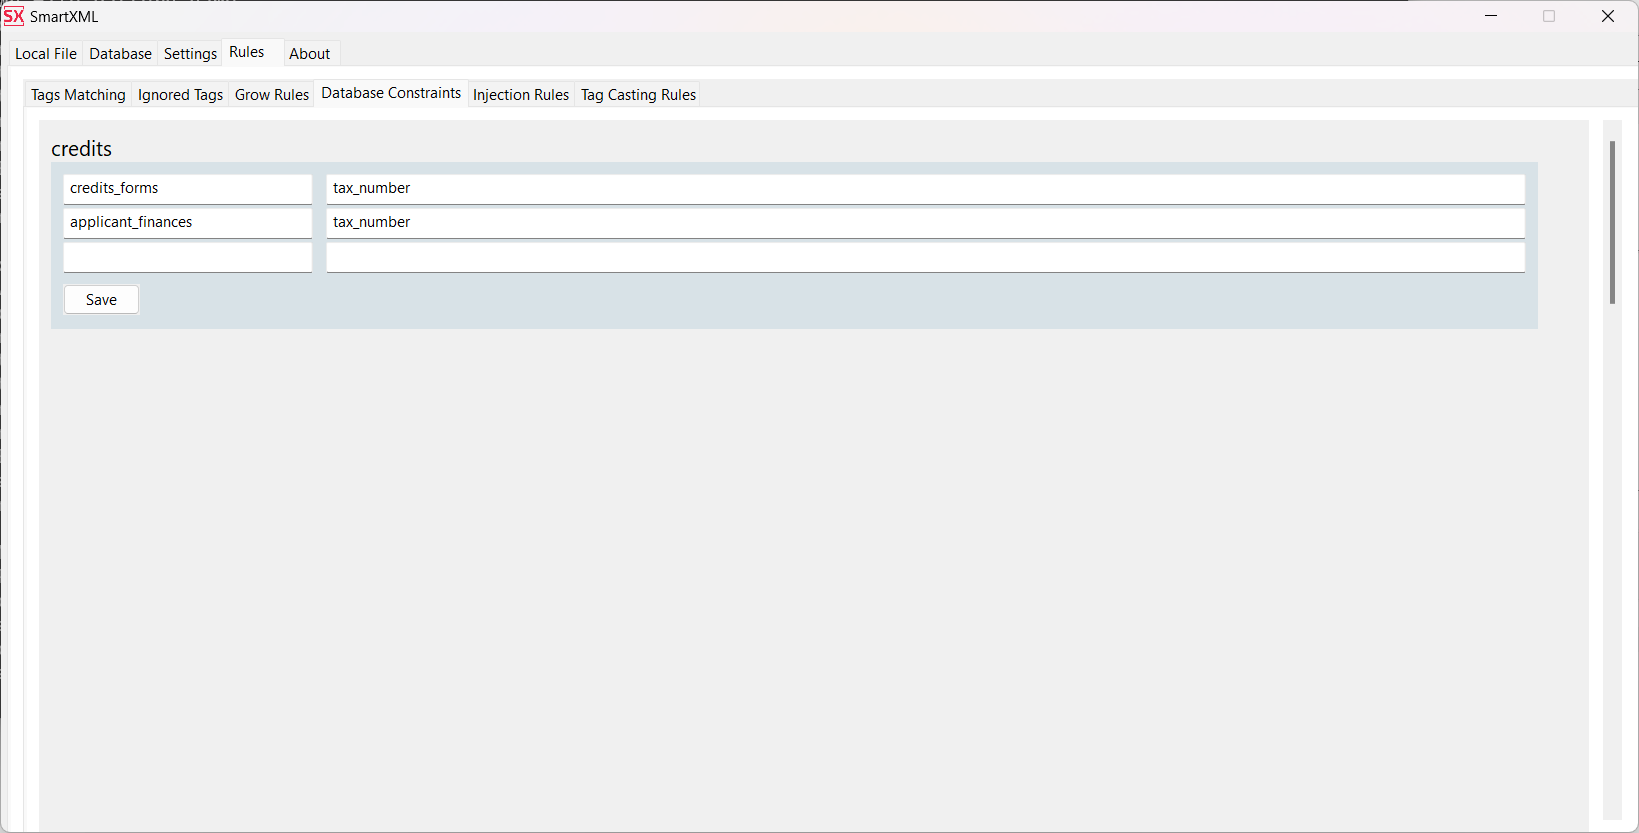 SX SmartXML
Local File Database Settings Rules About
Tags Matching Ignored Tags Grow Rules Database Constraints Injection Rules Tag Casting Rules
credits
credits_forms tax_number
applicant_finances tax_number
Save